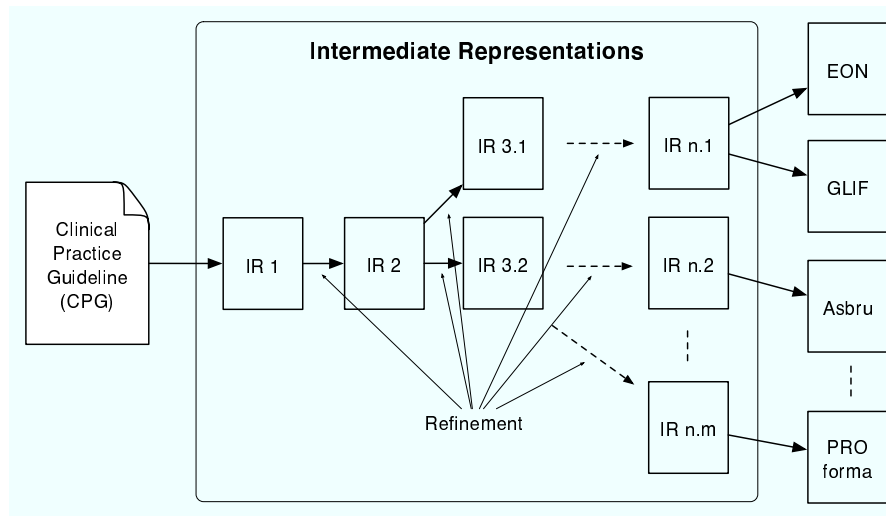 Intermediate Representations
Clinical
Practice
Guideline
(CPG)
IR 1
IR 2
IR 3.1
IR 3.2
IR n.1
IR n.2
IR n.m
Refinement
EON
GLIF
Asbru
PRO
forma